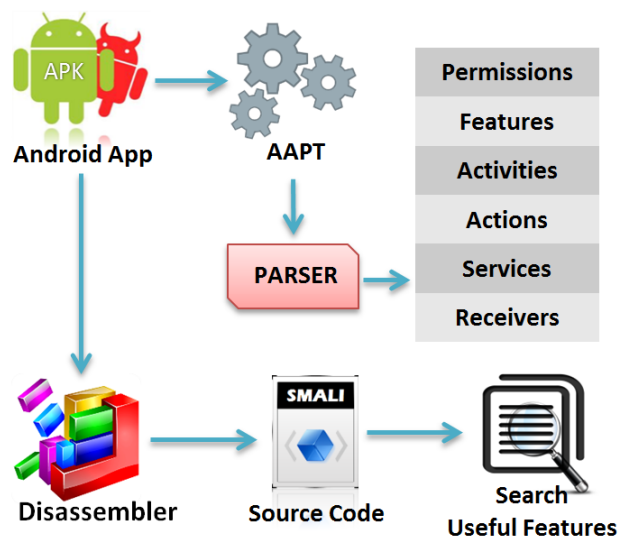 APK
Android App
AAPT
Permissions
Features
Activities
Actions
Services
Receivers
PARSER
Disassembler
SMALI
Source Code
Search
Useful Features